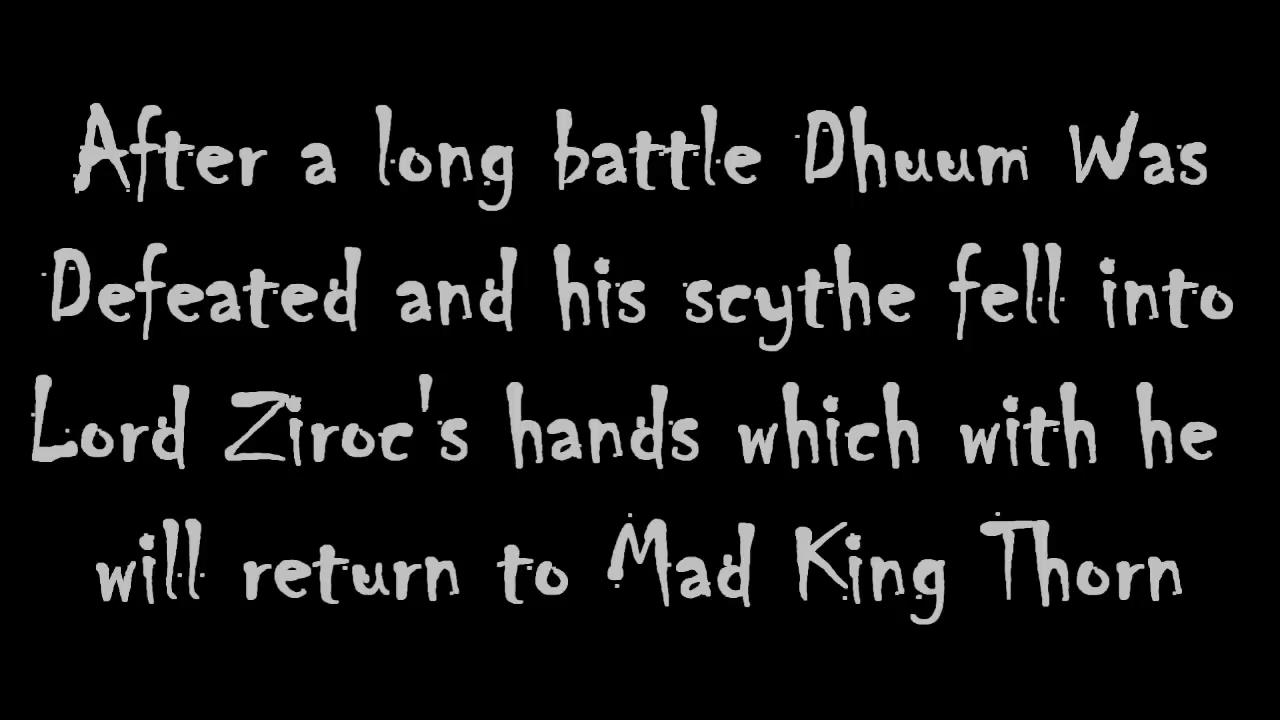 After a long battle Dhuum Was
Defeated and his scythe fell into
Lord Ziroc's hands which with he
will return to Mad King Thorn